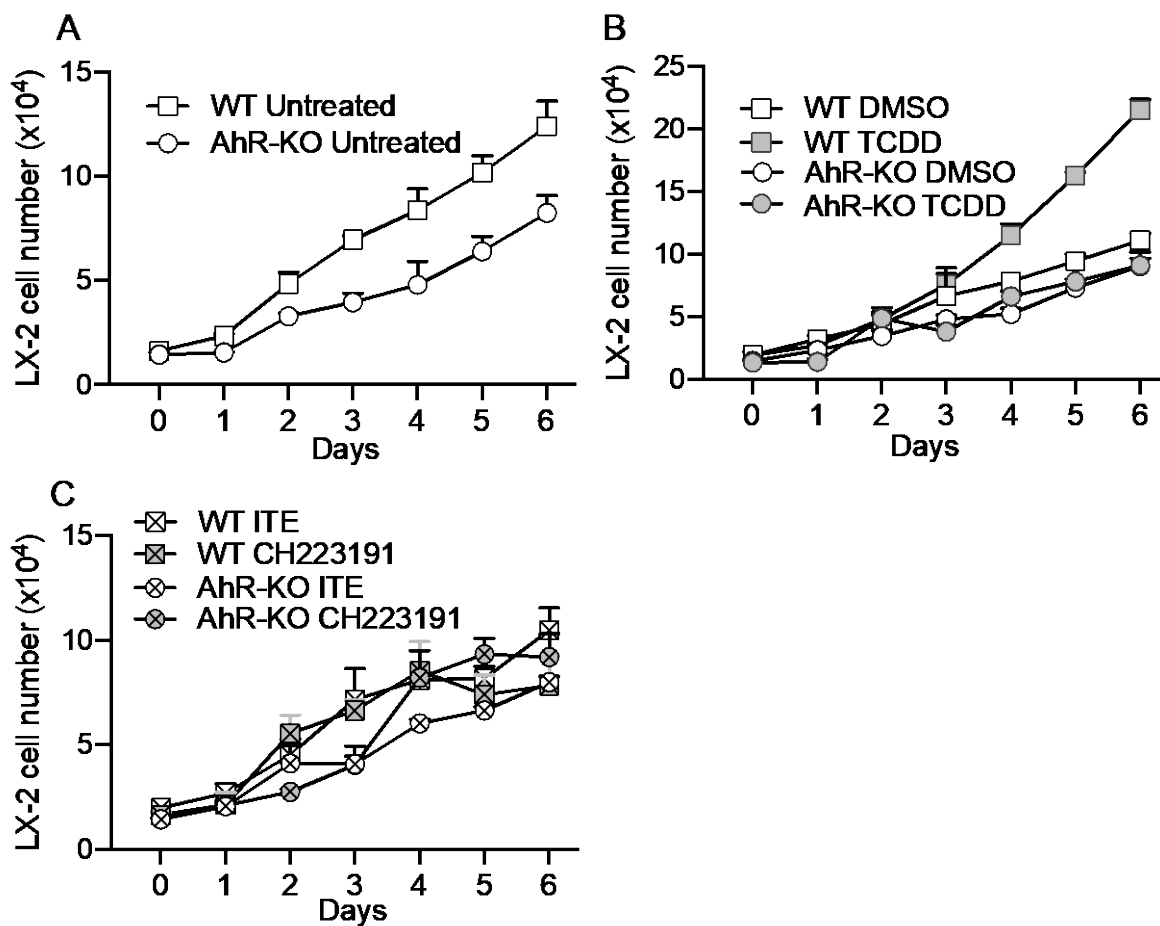 A
LX-2 cell number (x10⁴)
15
10
5
0
WT Untreated
AhR-KO Untreated
0 1 2 3 4 5 6
Days
B
LX-2 cell number (x10⁴)
25
20
15
10
5
0
WT DMSO
WT TCDD
AhR-KO DMSO
AhR-KO TCDD
0 1 2 3 4 5 6
Days
C
LX-2 cell number (x10⁴)
15
10
5
0
WT ITE
WT CH223191
AhR-KO ITE
AhR-KO CH223191
0 1 2 3 4 5 6
Days